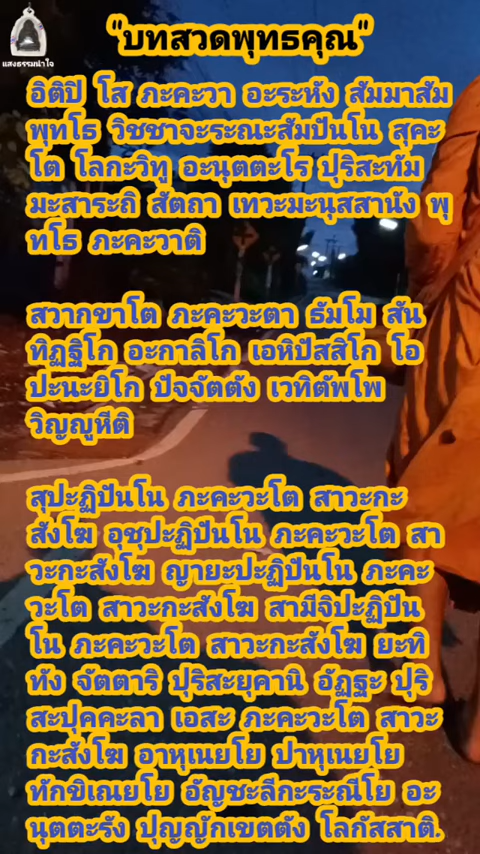 แสงธรรมนำใจ
"บทสวดพุทธคุณ"
อิติปิ โส ภะคะวา อะระหัง สัมมาสัม
พุทโธ วิชชาจะระณะสัมปันโน สุคะ
โต โลกะวิทู อะนุตตะโร ปุริสะทัม
มะสาระถิ สัตถา เทวะมะนุสสานัง พุ
ทโธ ภะคะวาติ
สวากขาโต ภะคะวะตา ธัมโม สัน
ทิฏฐิโก อะกาลิโก เอหิปัสสิโก โอ
ปะนะยิโก ปัจจัตตัง เวทิตัพโพ
วิญญูหีติ
สุปะฏิปันโน ภะคะวะโต สาวะกะ
สังโฆ อุชุปะฏิปันโน ภะคะวะโต สา
วะกะสังโฆ ญายะปะฏิปันโน ภะคะ
วะโต สาวะกะสังโฆ สามีจิปะฏิปัน
โน ภะคะวะโต สาวะกะสังโฆ ยะทิ
ทัง จัตตาริ ปุริสะยุคานิ อัฏฐะ ปุริ
สะปุคคะลา เอสะ ภะคะวะโต สาวะ
กะสังโฆ อาหุเนยโย ปาหุเนยโย
ทักขิเณยโย อัญชะลีกะระณีโย อะ
นุตตะรัง ปุญญักเขตตัง โลกัสสาติ.